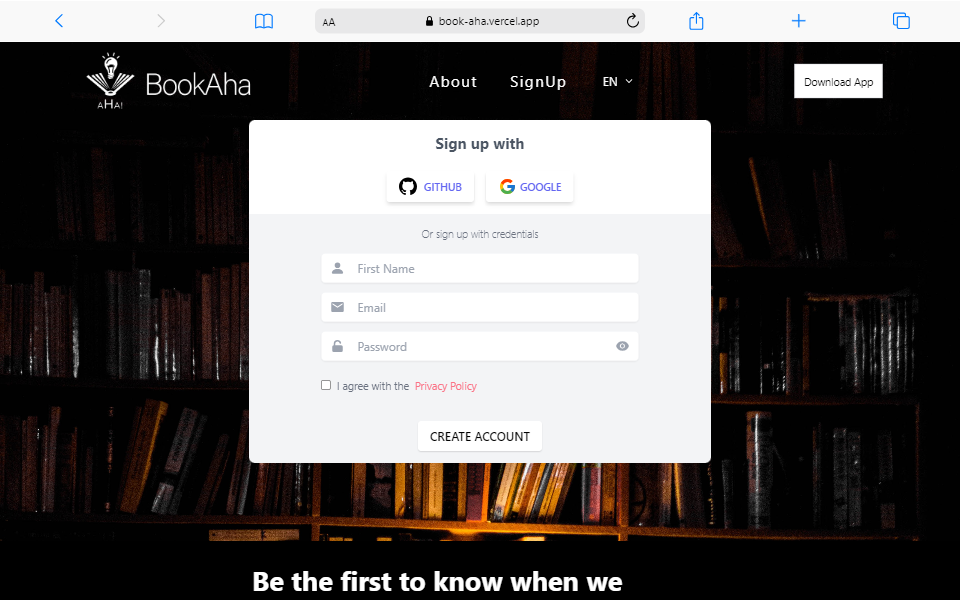 AA
book-aha.vercel.app
AHA!
BookAha
About
SignUp
EN
Download App
Sign up with
GITHUB
GOOGLE
Or sign up with credentials
First Name
Email
Password
I agree with the Privacy Policy
CREATE ACCOUNT
Be the first to know when we